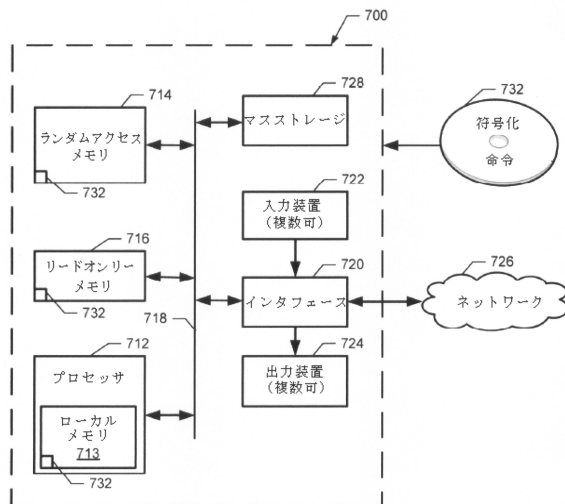 700
714
ランダムアクセス
メモリ
732
728
マスストレージ
732
符号化
命令
722
入力装置
(複数可)
716
リードオンリー
メモリ
732
718
720
インタフェース
726
ネットワーク
712
プロセッサ
ローカル
メモリ
713
732
724
出力装置
(複数可)